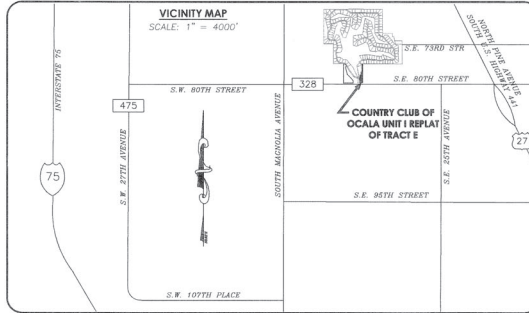 VICINITY MAP
SCALE: 1" = 4000'
INTERSTATE 75
75
475
S.W. 27TH AVENUE
S.W. 80TH STREET
SOUTH MAGNOLIA AVENUE
328
S.E. 73RD STR
S.E. 80TH STREET
COUNTRY CLUB OF
OCALA UNIT I REPLAT
OF TRACT E
NORTH PINE AVENUE
SOUTH U.S. HIGHWAY 441
27
S.E. 25TH AVENUE
S.E. 95TH STREET
S.W. 107TH PLACE